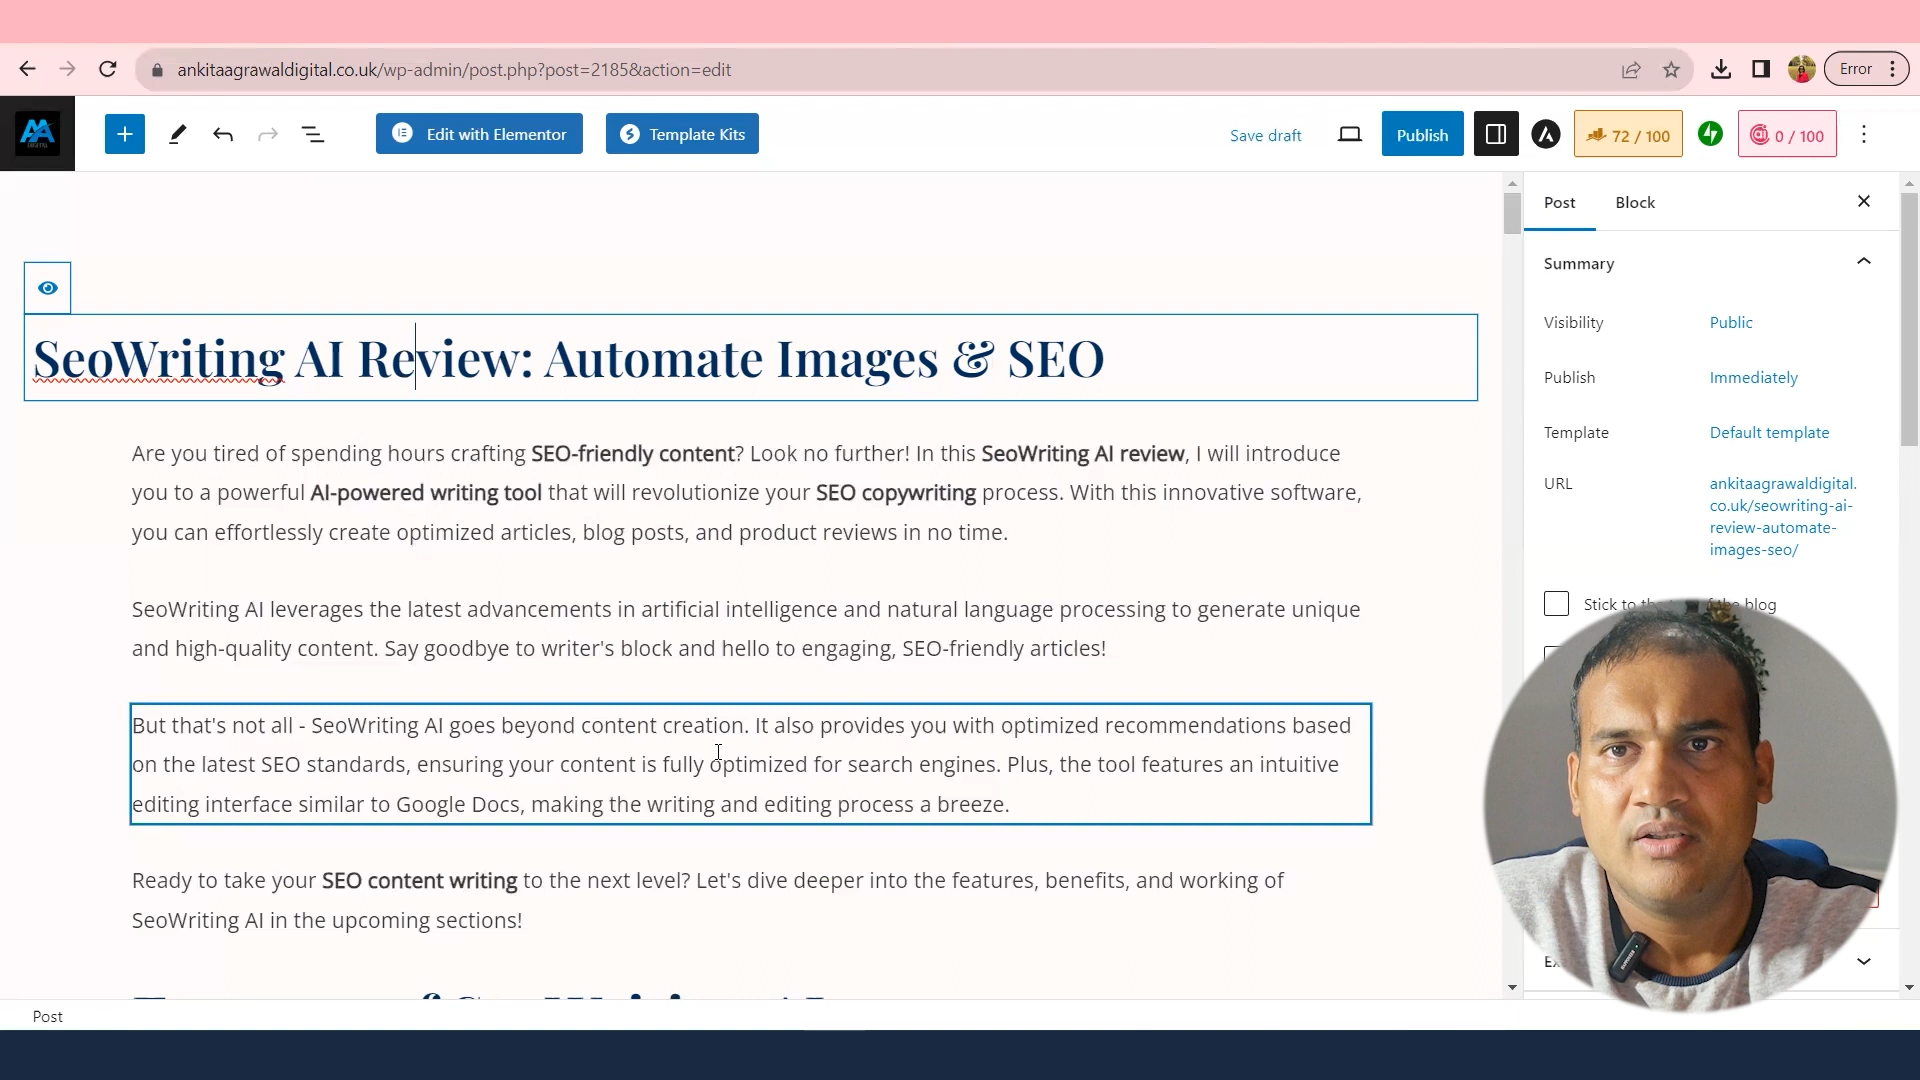 ankitaagrawaldigital.co.uk/wp-admin/post.php?post=2185&action=edit
Error
Edit with Elementor
Template Kits
Save draft
Publish
72 / 100
0 / 100
Post
Block
SeoWriting AI Review: Automate Images & SEO
Are you tired of spending hours crafting SEO-friendly content? Look no further! In this SeoWriting AI review, I will introduce
you to a powerful AI-powered writing tool that will revolutionize your SEO copywriting process. With this innovative software,
you can effortlessly create optimized articles, blog posts, and product reviews in no time.
SeoWriting AI leverages the latest advancements in artificial intelligence and natural language processing to generate unique
and high-quality content. Say goodbye to writer's block and hello to engaging, SEO-friendly articles!
But that's not all - SeoWriting AI goes beyond content creation. It also provides you with optimized recommendations based
on the latest SEO standards, ensuring your content is fully optimized for search engines. Plus, the tool features an intuitive
editing interface similar to Google Docs, making the writing and editing process a breeze.
Ready to take your SEO content writing to the next level? Let's dive deeper into the features, benefits, and working of
SeoWriting AI in the upcoming sections!
Summary
Visibility
Public
Publish
Immediately
Template
Default template
URL
ankitaagrawaldigital.
co.uk/seowriting-ai-
review-automate-
images-seo/
Stick to the blog
Post